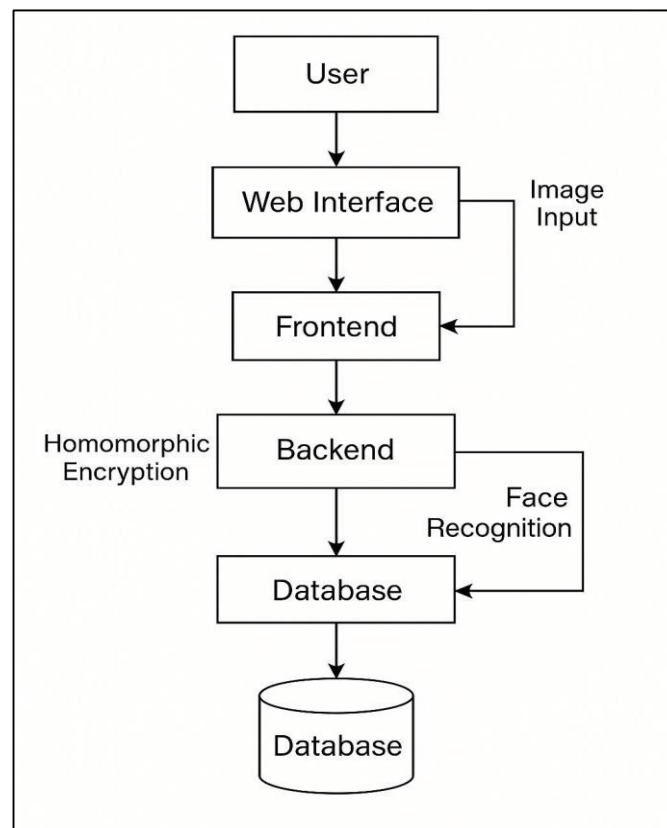 User
Web Interface
Image
Input
Frontend
Homomorphic
Encryption
Backend
Face
Recognition
Database
Database